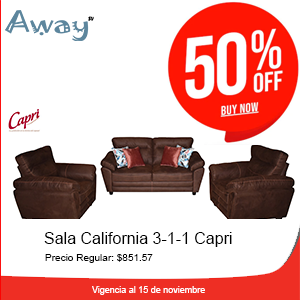 Away SV
50%
OFF
BUY NOW
Capri
Sala California 3-1-1 Capri
Precio Regular: $851.57
Vigencia al 15 de noviembre